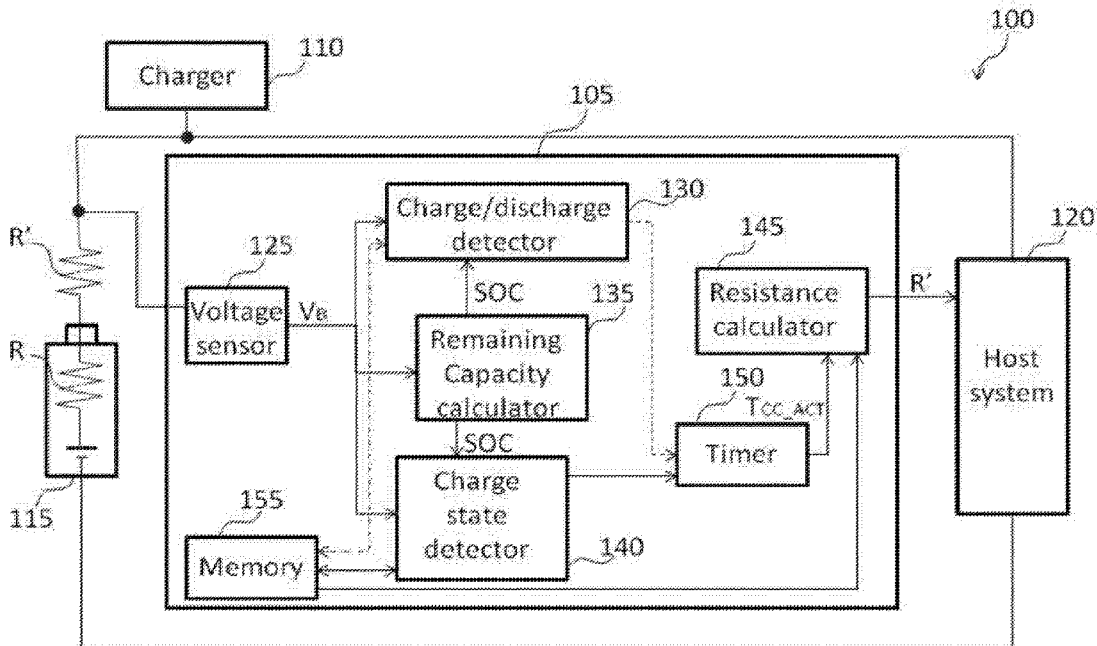 100
Charger
110
105
Charge/discharge
detector
130
R'
125
Voltage
sensor
VB
SOC
135
Remaining
Capacity
calculator
145
Resistance
calculator
R'
120
Host
system
R
SOC
150
TCC_ACT
Timer
115
155
Memory
Charge
state
detector
140